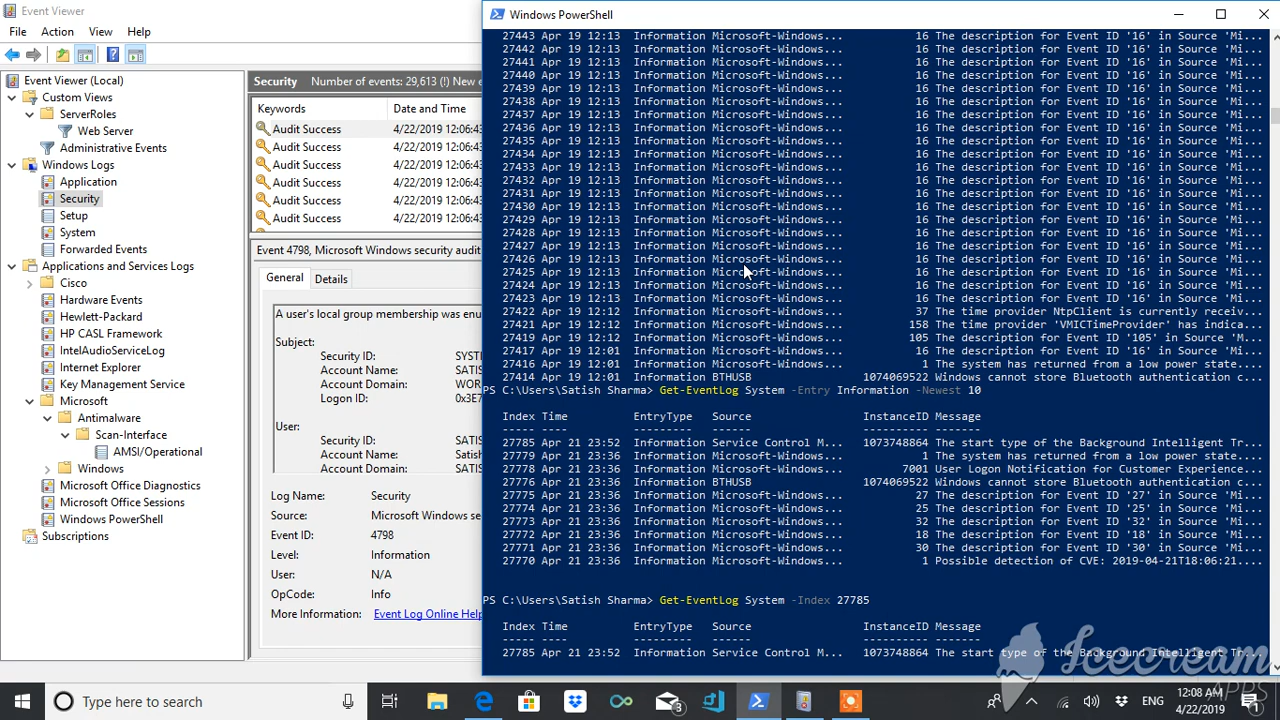 Event Viewer
File Action View Help
Event Viewer (Local)
Custom Views
ServerRoles
Web Server
Administrative Events
Windows Logs
Application
Security
Setup
System
Forwarded Events
Applications and Services Logs
Cisco
Hardware Events
Hewlett-Packard
HP CASL Framework
IntelAudioServiceLog
Internet Explorer
Key Management Service
Microsoft
Antimalware
Scan-Interface
AMSI/Operational
Windows
Microsoft Office Diagnostics
Microsoft Office Sessions
Windows PowerShell
Subscriptions
Security Number of events: 29,613 (!) New e
Keywords Date and Time
Audit Success 4/22/2019 12:06:43
Audit Success 4/22/2019 12:06:43
Audit Success 4/22/2019 12:06:43
Audit Success 4/22/2019 12:06:43
Audit Success 4/22/2019 12:06:43
Audit Success 4/22/2019 12:06:43
Event 4798, Microsoft Windows security audit
General Details
A user's local group membership was enu
Subject:
Security ID: SYST
Account Name: SATIS
Account Domain: WOR
Logon ID: 0x3E7
User:
Security ID: SATIS
Account Name: Satish
Account Domain: SATIS
Log Name: Security
Source: Microsoft Windows se
Event ID: 4798
Level: Information
User: N/A
OpCode: Info
More Information: Event Log Online Help
Windows PowerShell
27443 Apr 19 12:13 Information Microsoft-Windows... 16 The description for Event ID '16' in Source 'Mi...
27442 Apr 19 12:13 Information Microsoft-Windows... 16 The description for Event ID '16' in Source 'Mi...
27441 Apr 19 12:13 Information Microsoft-Windows... 16 The description for Event ID '16' in Source 'Mi...
27440 Apr 19 12:13 Information Microsoft-Windows... 16 The description for Event ID '16' in Source 'Mi...
27439 Apr 19 12:13 Information Microsoft-Windows... 16 The description for Event ID '16' in Source 'Mi...
27438 Apr 19 12:13 Information Microsoft-Windows... 16 The description for Event ID '16' in Source 'Mi...
27437 Apr 19 12:13 Information Microsoft-Windows... 16 The description for Event ID '16' in Source 'Mi...
27436 Apr 19 12:13 Information Microsoft-Windows... 16 The description for Event ID '16' in Source 'Mi...
27435 Apr 19 12:13 Information Microsoft-Windows... 16 The description for Event ID '16' in Source 'Mi...
27434 Apr 19 12:13 Information Microsoft-Windows... 16 The description for Event ID '16' in Source 'Mi...
27433 Apr 19 12:13 Information Microsoft-Windows... 16 The description for Event ID '16' in Source 'Mi...
27432 Apr 19 12:13 Information Microsoft-Windows... 16 The description for Event ID '16' in Source 'Mi...
27431 Apr 19 12:13 Information Microsoft-Windows... 16 The description for Event ID '16' in Source 'Mi...
27430 Apr 19 12:13 Information Microsoft-Windows... 16 The description for Event ID '16' in Source 'Mi...
27429 Apr 19 12:13 Information Microsoft-Windows... 16 The description for Event ID '16' in Source 'Mi...
27428 Apr 19 12:13 Information Microsoft-Windows... 16 The description for Event ID '16' in Source 'Mi...
27427 Apr 19 12:13 Information Microsoft-Windows... 16 The description for Event ID '16' in Source 'Mi...
27426 Apr 19 12:13 Information Microsoft-Windows... 16 The description for Event ID '16' in Source 'Mi...
27425 Apr 19 12:13 Information Microsoft-Windows... 16 The description for Event ID '16' in Source 'Mi...
27424 Apr 19 12:13 Information Microsoft-Windows... 16 The description for Event ID '16' in Source 'Mi...
27423 Apr 19 12:13 Information Microsoft-Windows... 16 The description for Event ID '16' in Source 'Mi...
27422 Apr 19 12:12 Information Microsoft-Windows... 37 The time provider NtpClient is currently receiv...
27421 Apr 19 12:12 Information Microsoft-Windows... 158 The time provider 'VMICTimeProvider' has indica...
27419 Apr 19 12:12 Information Microsoft-Windows... 105 The description for Event ID '105' in Source 'M...
27417 Apr 19 12:01 Information Microsoft-Windows... 16 The description for Event ID '16' in Source 'Mi...
27416 Apr 19 12:01 Information Microsoft-Windows... 1 The system has returned from a low power state....
27414 Apr 19 12:01 Information BTHUSB 1074069522 Windows cannot store Bluetooth authentication c...
PS C:\Users\Satish Sharma> Get-EventLog System -Entry Information -Newest 10
Index Time EntryType Source InstanceID Message
----- ---- --------- ------ ---------- -------
27785 Apr 21 23:52 Information Service Control M... 1073748864 The start type of the Background Intelligent Tr...
27779 Apr 21 23:36 Information Microsoft-Windows... 1 The system has returned from a low power state....
27778 Apr 21 23:36 Information Microsoft-Windows... 7001 User Logon Notification for Customer Experience...
27776 Apr 21 23:36 Information BTHUSB 1074069522 Windows cannot store Bluetooth authentication c...
27775 Apr 21 23:36 Information Microsoft-Windows... 27 The description for Event ID '27' in Source 'Mi...
27774 Apr 21 23:36 Information Microsoft-Windows... 25 The description for Event ID '25' in Source 'Mi...
27773 Apr 21 23:36 Information Microsoft-Windows... 32 The description for Event ID '32' in Source 'Mi...
27772 Apr 21 23:36 Information Microsoft-Windows... 18 The description for Event ID '18' in Source 'Mi...
27771 Apr 21 23:36 Information Microsoft-Windows... 30 The description for Event ID '30' in Source 'Mi...
27770 Apr 21 23:36 Information Microsoft-Windows... 1 Possible detection of CVE: 2019-04-21T18:06:21....
PS C:\Users\Satish Sharma> Get-EventLog System -Index 27785
Index Time EntryType Source InstanceID Message
----- ---- --------- ------ ---------- -------
27785 Apr 21 23:52 Information Service Control M... 1073748864 The start type of the Background Intelligent Tr...
Icecream
APPS
Type here to search
3
ENG
12:08 AM
4/22/2019
1